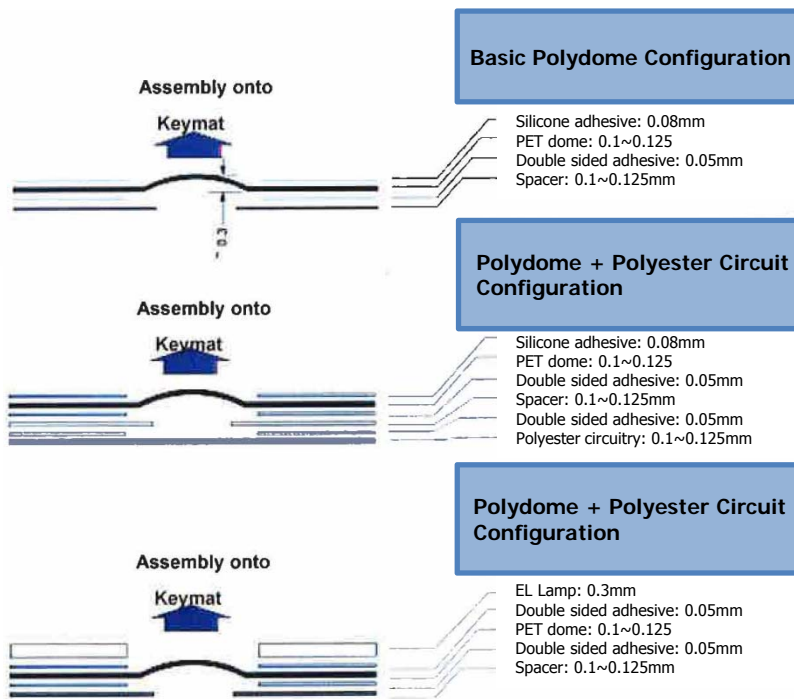 Basic Polydome Configuration
Assembly onto
Keymat
Silicone adhesive: 0.08mm
PET dome: 0.1~0.125
Double sided adhesive: 0.05mm
Spacer: 0.1~0.125mm
~ 0.3
Polydome + Polyester Circuit
Configuration
Assembly onto
Keymat
Silicone adhesive: 0.08mm
PET dome: 0.1~0.125
Double sided adhesive: 0.05mm
Spacer: 0.1~0.125mm
Double sided adhesive: 0.05mm
Polyester circuitry: 0.1~0.125mm
Polydome + Polyester Circuit
Configuration
Assembly onto
Keymat
EL Lamp: 0.3mm
Double sided adhesive: 0.05mm
PET dome: 0.1~0.125
Double sided adhesive: 0.05mm
Spacer: 0.1~0.125mm